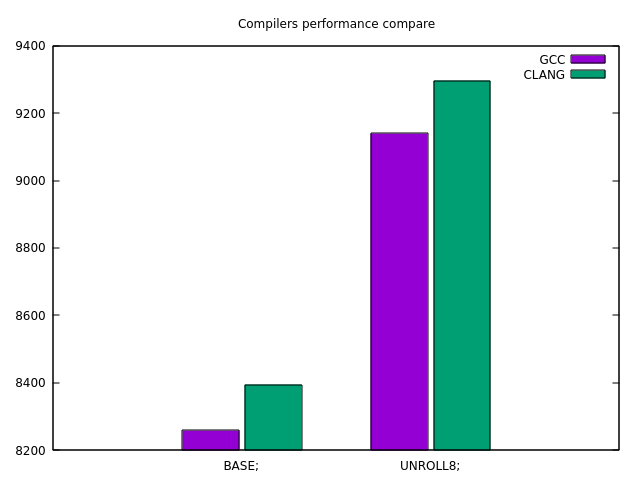 Compilers performance compare
9400
9200
9000
8800
8600
8400
8200
GCC
CLANG
BASE;
UNROLL8;